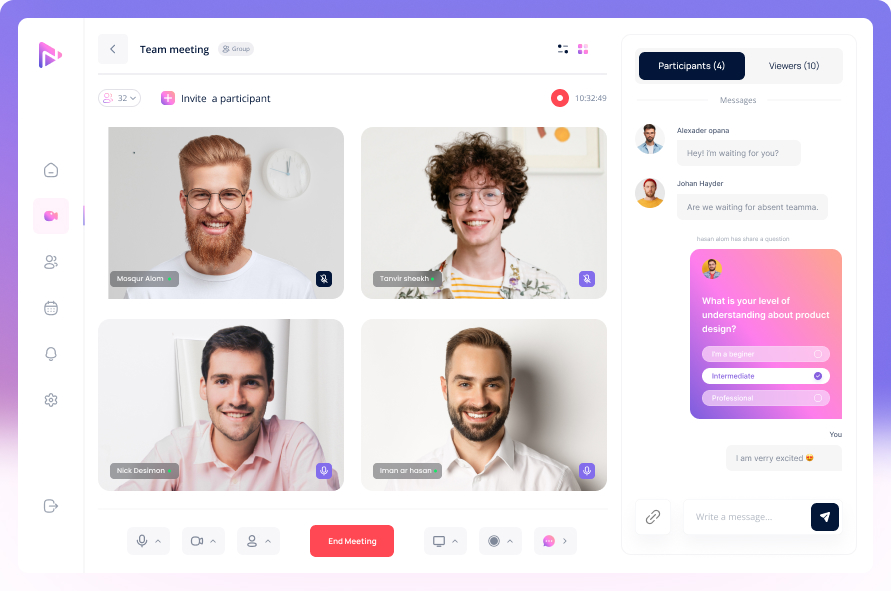 Team meeting
Group
32
Invite a participant
10:32:49
Mosqur Alom
Tanvir sheekh
Nick Desimon
Iman ar hasan
End Meeting
Participants (4)
Viewers (10)
Messages
Alexader opana
Hey! i'm waiting for you?
Johan Hayder
Are we waiting for absent teamma.
hasan alom has share a question
What is your level of
understanding about product
design?
I'm a beginer
Intermediate
Professional
You
I am verry excited 😍
Write a message...